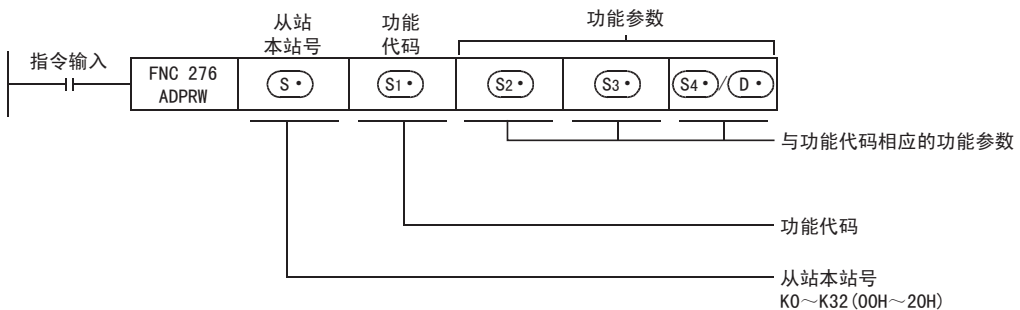 从站
本站号
功能
代码
功能参数
指令输入
FNC 276
ADPRW
S・
S1・
S2・
S3・
S4・/D・
与功能代码相应的功能参数
功能代码
从站本站号
K0～K32(00H～20H)